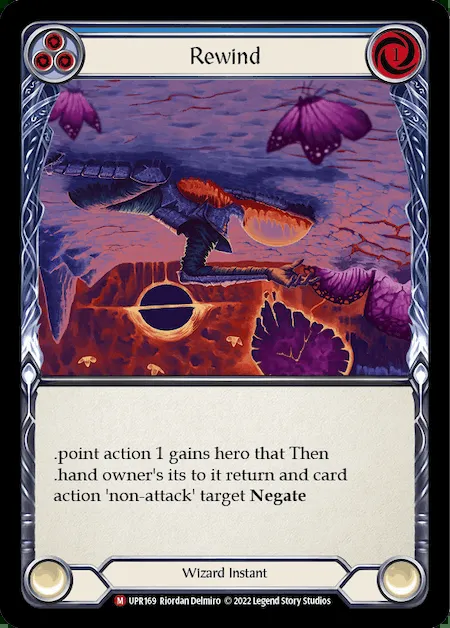 Rewind
1
.point action 1 gains hero that Then
.hand owner's its to it return and card
action 'non-attack' target Negate
Wizard Instant
M UPR169 Riordan Delmiro © 2022 Legend Story Studios